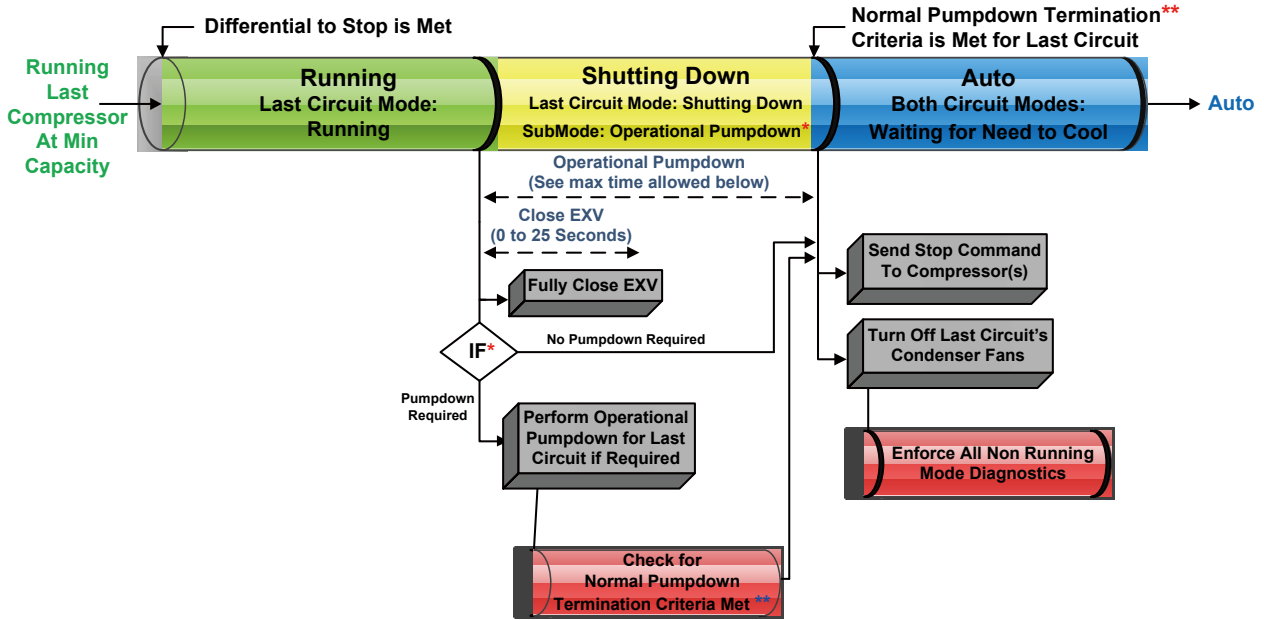 Differential to Stop is Met
Normal Pumpdown Termination**
Criteria is Met for Last Circuit
Running
Last
Compressor
At Min
Capacity
Running
Last Circuit Mode:
Running
Shutting Down
Last Circuit Mode: Shutting Down
SubMode: Operational Pumpdown*
Auto
Both Circuit Modes:
Waiting for Need to Cool
Auto
Operational Pumpdown
(See max time allowed below)
Close EXV
(0 to 25 Seconds)
Fully Close EXV
Send Stop Command
To Compressor(s)
IF*
No Pumpdown Required
Turn Off Last Circuit's
Condenser Fans
Pumpdown
Required
Perform Operational
Pumpdown for Last
Circuit if Required
Enforce All Non Running
Mode Diagnostics
Check for
Normal Pumpdown
Termination Criteria Met **